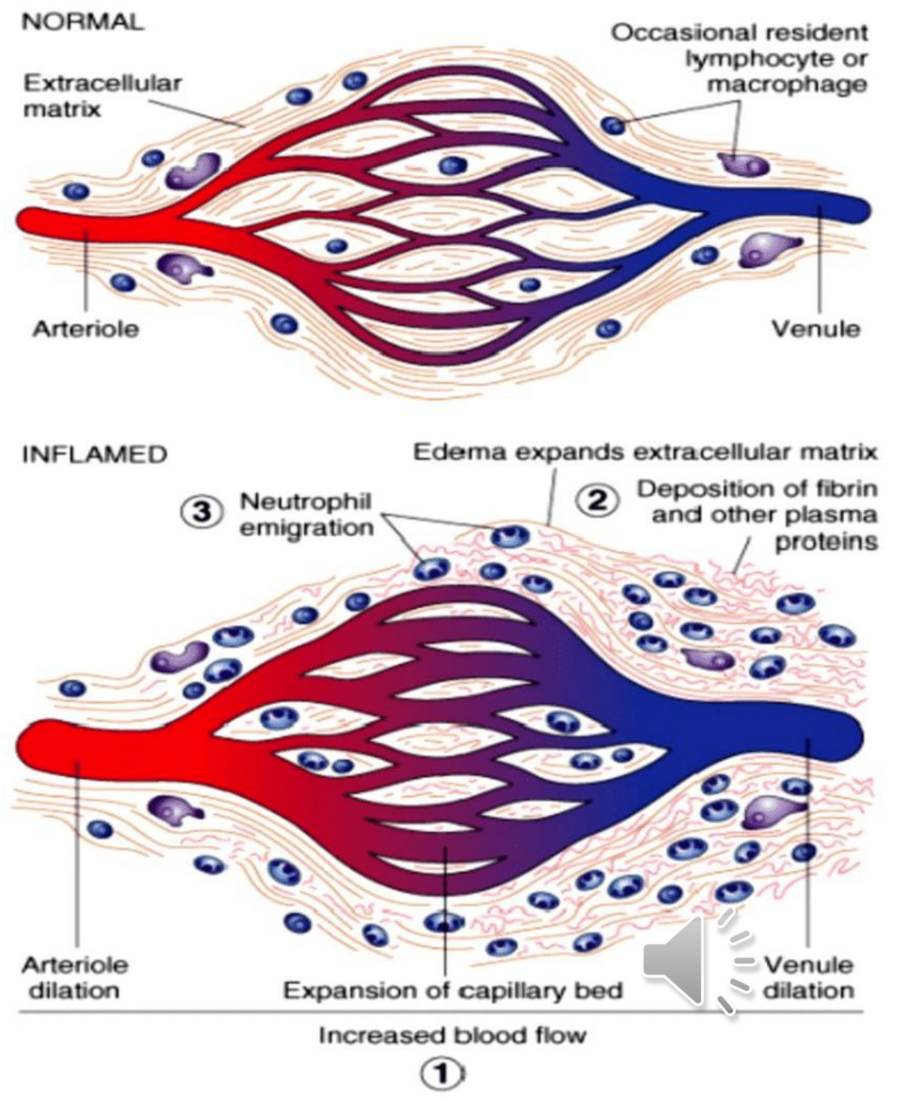 NORMAL
Occasional resident
lymphocyte or
macrophage
Extracellular
matrix
Arteriole
Venule
INFLAMED
Edema expands extracellular matrix
3
Neutrophil
emigration
2
Deposition of fibrin
and other plasma
proteins
Arteriole
dilation
Expansion of capillary bed
Venule
dilation
Increased blood flow
1